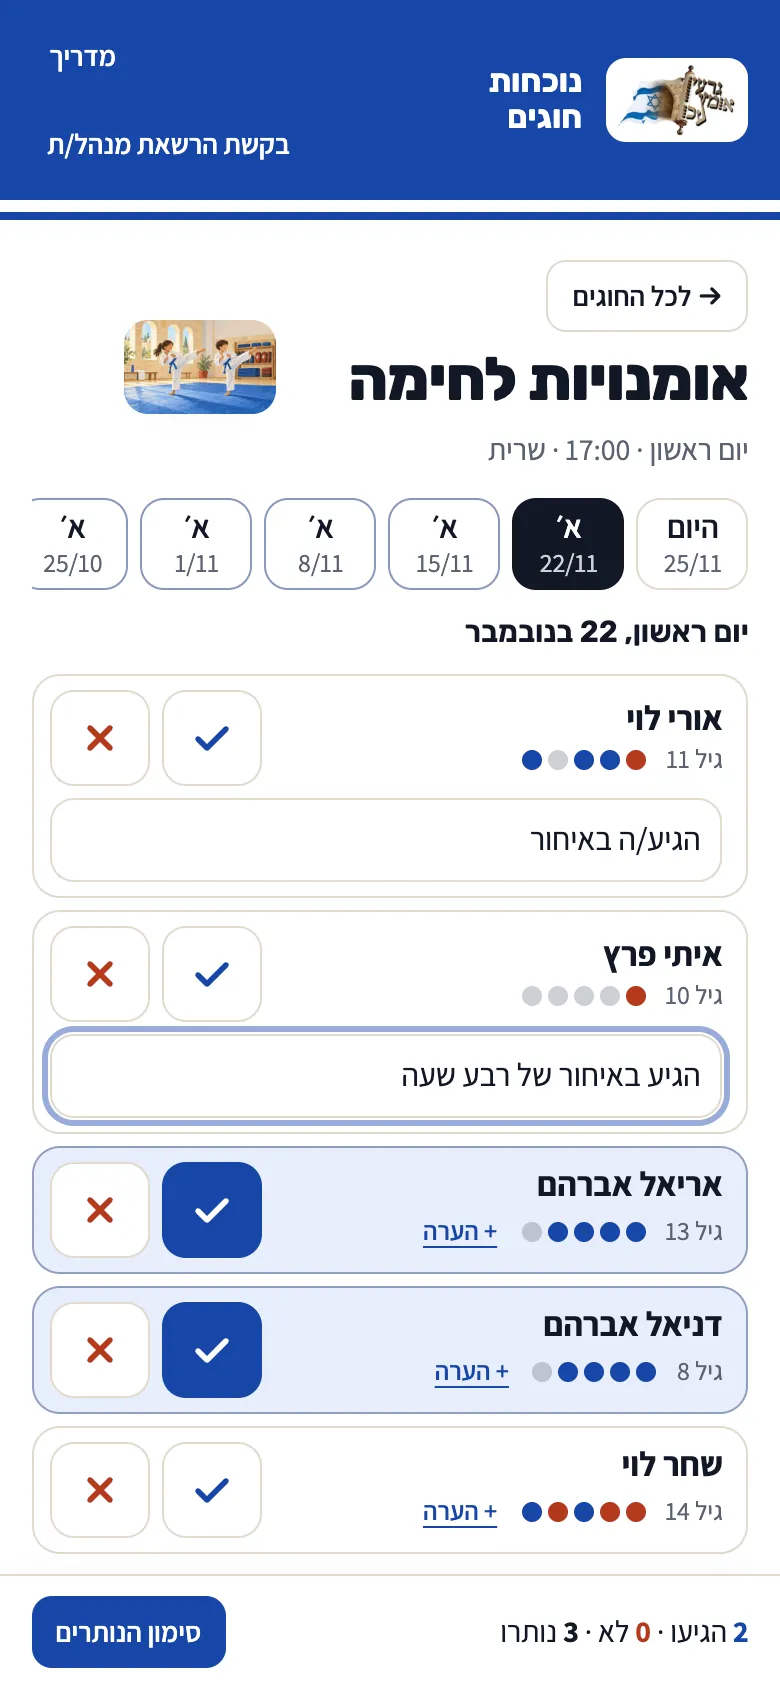 נוכחות
חוגים
מדריך
בקשת הרשאת מנהל/ת
→ לכל החוגים
אומנויות לחימה
יום ראשון · 17:00 · שרית
היום
25/11
א׳
22/11
א׳
15/11
א׳
8/11
א׳
1/11
א׳
25/10
יום ראשון, 22 בנובמבר
אורי לוי
גיל 11
הגיע/ה באיחור
איתי פרץ
גיל 10
הגיע באיחור של רבע שעה
אריאל אברהם
גיל 13
+ הערה
דניאל אברהם
גיל 8
+ הערה
שחר לוי
גיל 14
+ הערה
2 הגיעו · 0 לא · 3 נותרו
סימון הנותרים